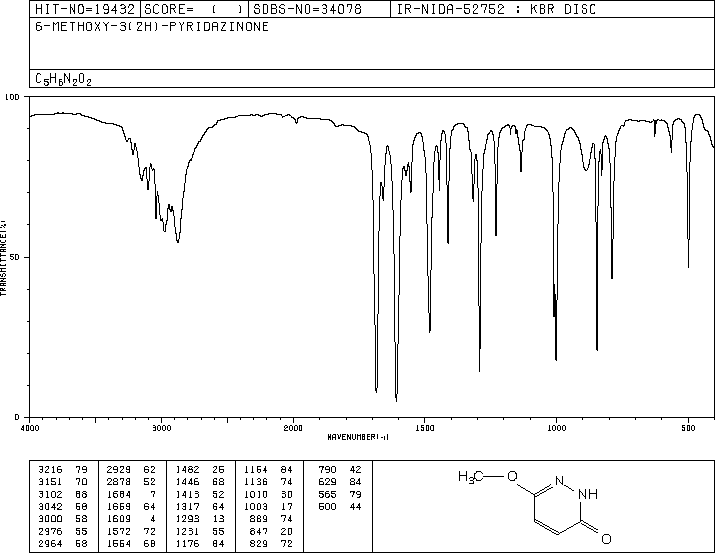 HIT-NO=19432 SCORE= ( ) SDBS-NO=34078 IR-NIDA-52752 : KBR DISC
6-METHOXY-3(2H)-PYRIDAZINONE
C5H6N2O2
100
50
0
TRANSMITTANCE(%)
4000 3000 2000 1500 1000 500
WAVENUMBER(-1)
3216 79 2929 62 1482 25 1154 84 790 42
3151 70 2878 52 1446 68 1136 74 629 84
3102 68 1684 7 1413 52 1010 30 565 79
3042 60 1659 64 1317 64 1003 17 500 44
3000 58 1609 4 1293 13 889 74
2976 55 1572 72 1231 55 847 20
2964 58 1554 68 1176 84 829 72
H3C O N NH O